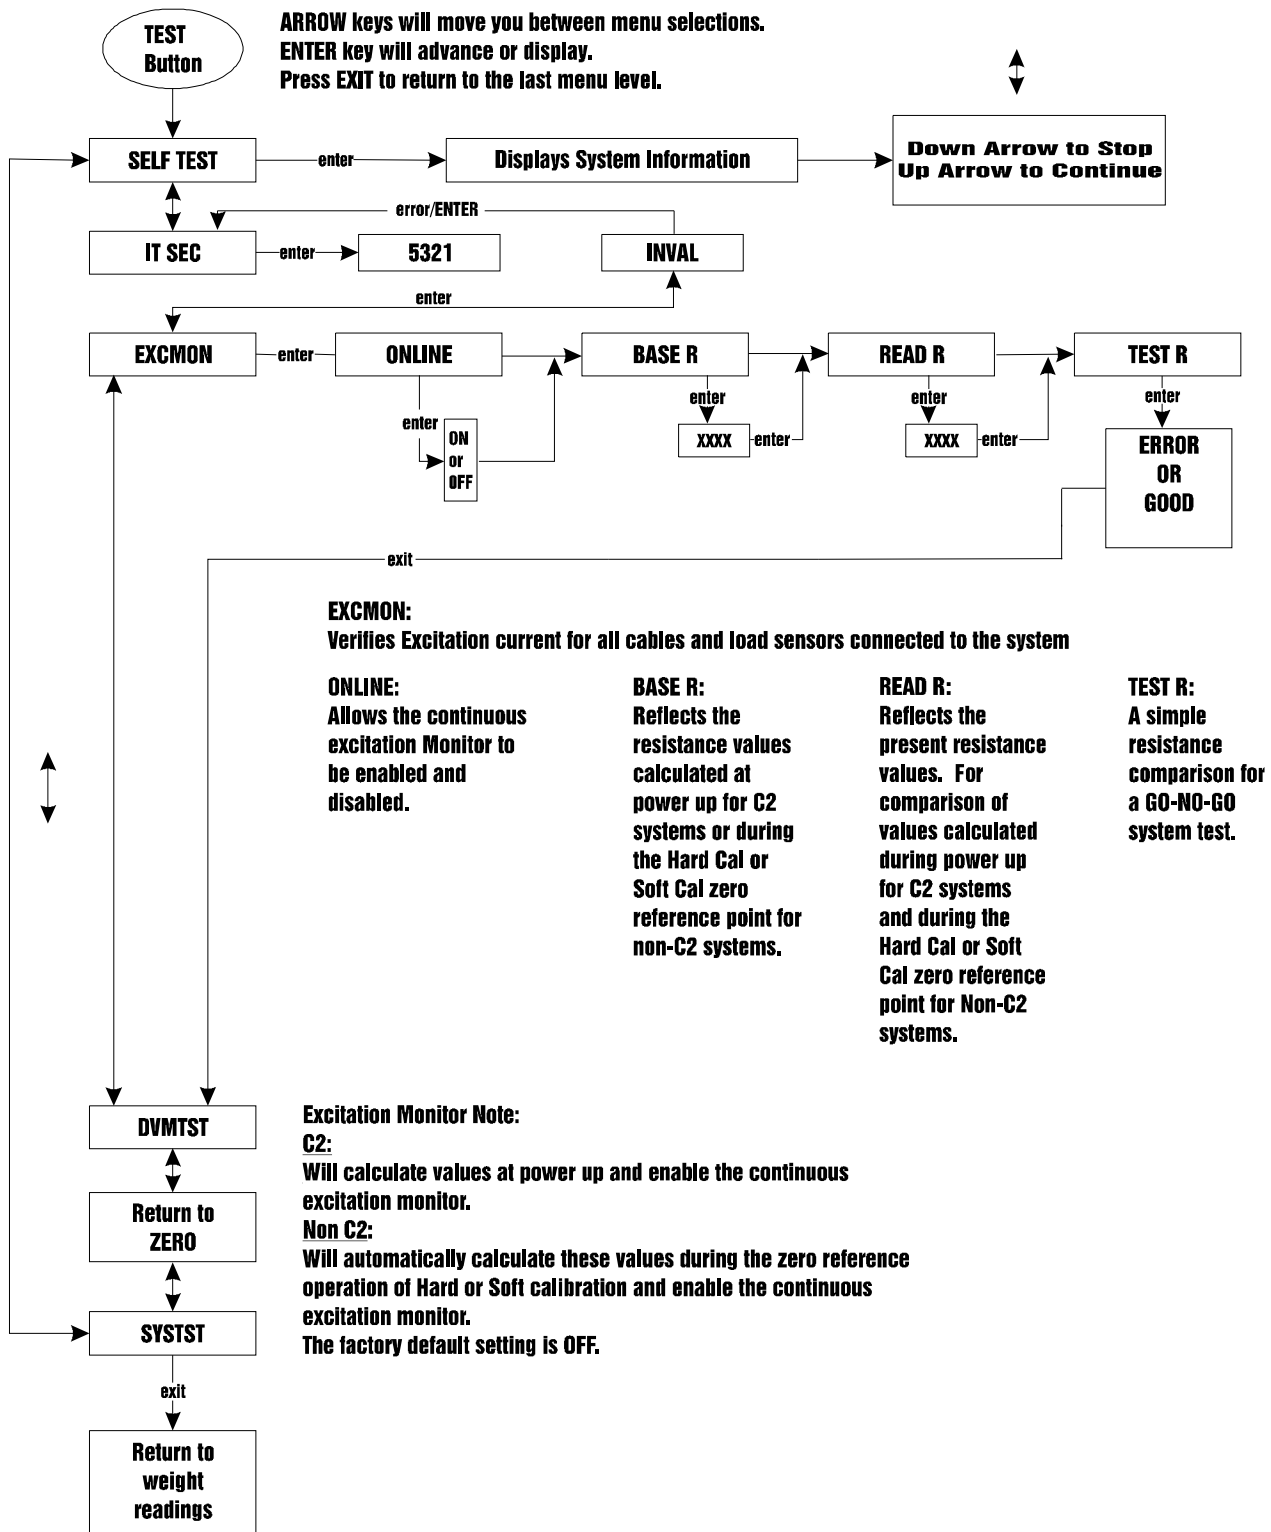 TEST
Button
ARROW keys will move you between menu selections.
ENTER key will advance or display.
Press EXIT to return to the last menu level.
SELF TEST
enter
Displays System Information
Down Arrow to Stop
Up Arrow to Continue
error/ENTER
IT SEC
enter
5321
INVAL
enter
EXCMON
enter
ONLINE
BASE R
READ R
TEST R
enter
ON
or
OFF
enter
XXXX
enter
enter
XXXX
enter
enter
ERROR
OR
GOOD
exit
EXCMON:
Verifies Excitation current for all cables and load sensors connected to the system
ONLINE:
Allows the continuous
excitation Monitor to
be enabled and
disabled.
BASE R:
Reflects the
resistance values
calculated at
power up for C2
systems or during
the Hard Cal or
Soft Cal zero
reference point for
non-C2 systems.
READ R:
Reflects the
present resistance
values. For
comparison of
values calculated
during power up
for C2 systems
and during the
Hard Cal or Soft
Cal zero reference
point for Non-C2
systems.
TEST R:
A simple
resistance
comparison for
a GO-NO-GO
system test.
DVMTST
Return to
ZERO
SYSTST
exit
Return to
weight
readings
Excitation Monitor Note:
C2:
Will calculate values at power up and enable the continuous
excitation monitor.
Non C2:
Will automatically calculate these values during the zero reference
operation of Hard or Soft calibration and enable the continuous
excitation monitor.
The factory default setting is OFF.